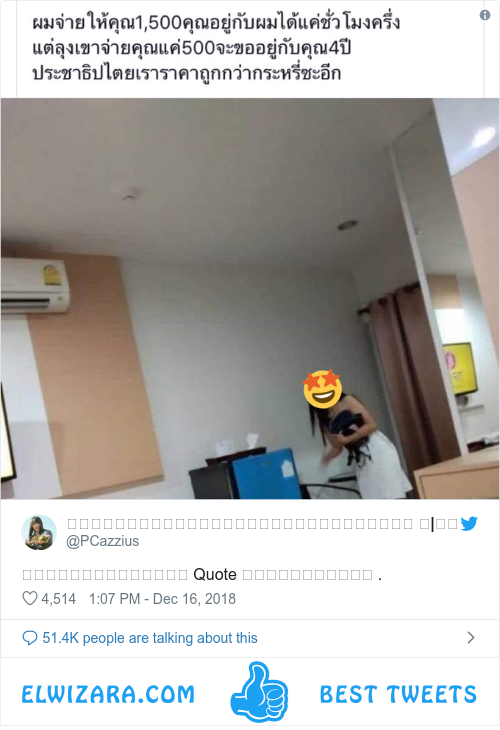 ผมจ่ายให้คุณ1,500คุณอยู่กับผมได้แค่ชั่วโมงครึ่ง
แต่ลุงเขาจ่ายคุณแค่500จะขออยู่กับคุณ4ปี
ประชาธิปไตยเราราคาถูกกว่ากระหรี่ซะอีก
@PCazzius
Quote .
4,514 1:07 PM - Dec 16, 2018
51.4K people are talking about this
ELWIZARA.COM BEST TWEETS